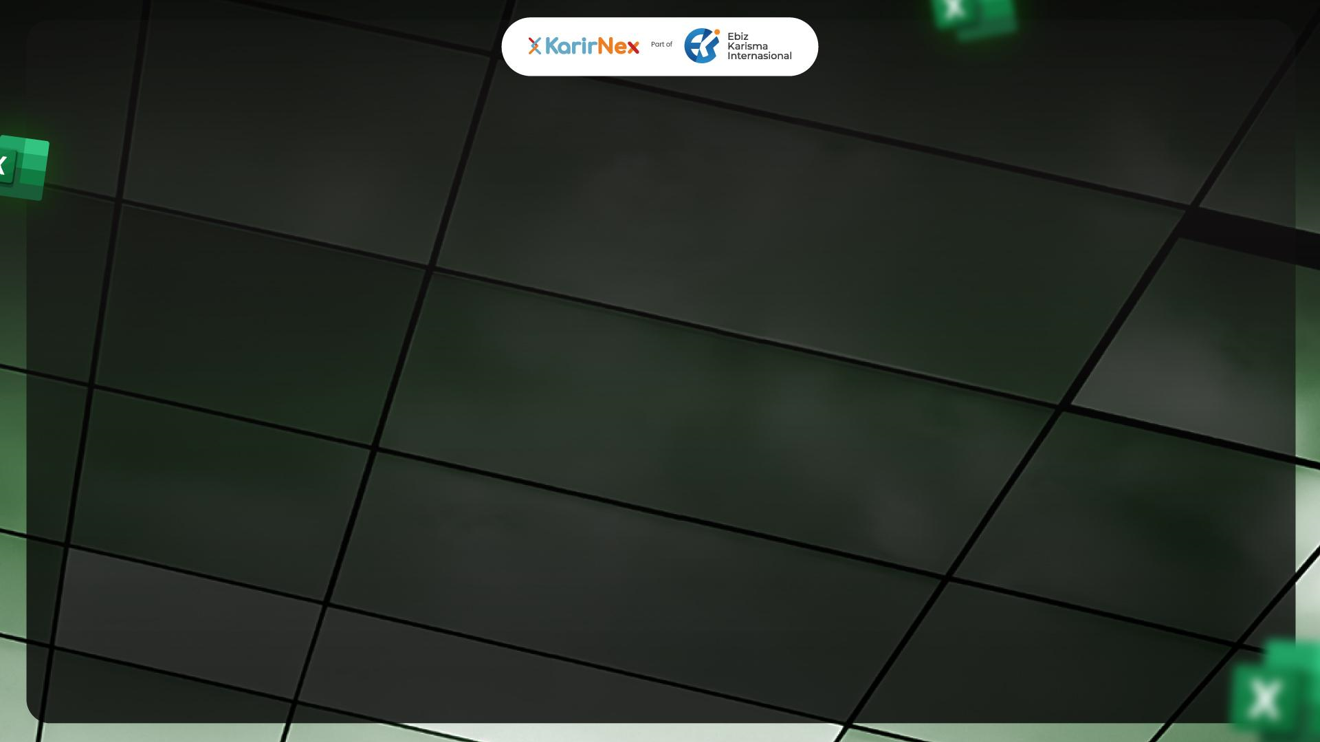 KarirNex
Part of
Ebiz
Karisma
Internasional
X
X
X